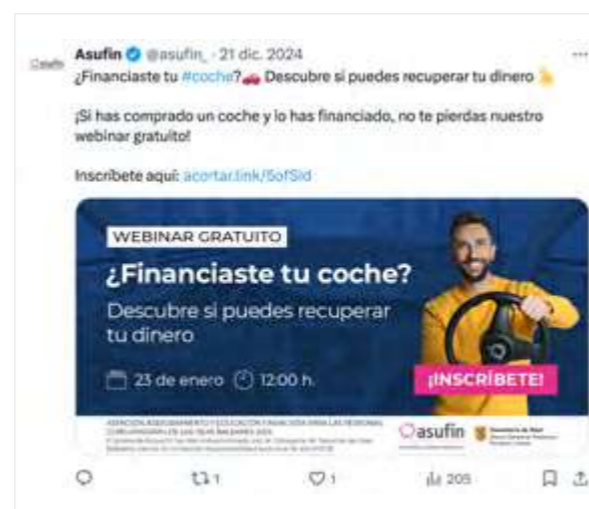 Asufin @asufin_ · 21 dic. 2024
¿Financiaste tu #coche?🚗 Descubre si puedes recuperar tu dinero 👆
¡Si has comprado un coche y lo has financiado, no te pierdas nuestro
webinar gratuito!
Inscríbete aquí: acortar.link/5ofSid
WEBINAR GRATUITO
¿Financiaste tu coche?
Descubre si puedes recuperar
tu dinero
23 de enero 12:00 h.
¡INSCRÍBETE!
asufin
1
1
205